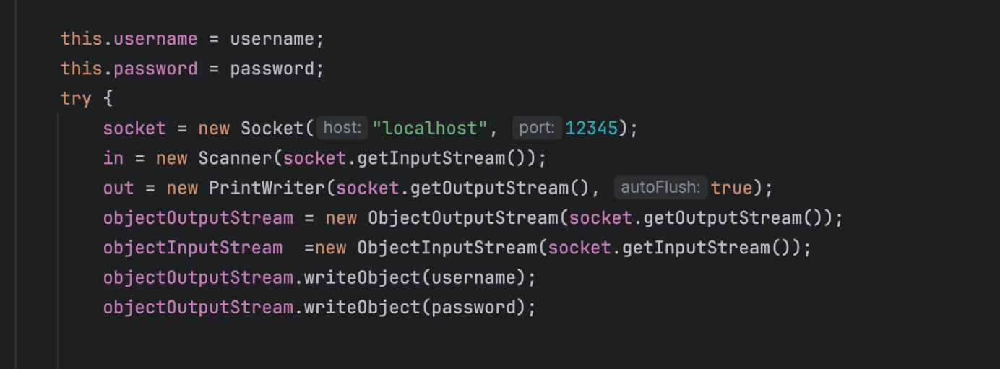 this.username = username;
this.password = password;
try {
socket = new Socket( host: "localhost", port: 12345);
in = new Scanner(socket.getInputStream());
out = new PrintWriter(socket.getOutputStream(), autoFlush: true);
objectOutputStream = new ObjectOutputStream(socket.getOutputStream());
objectInputStream  =new ObjectInputStream(socket.getInputStream());
objectOutputStream.writeObject(username);
objectOutputStream.writeObject(password);